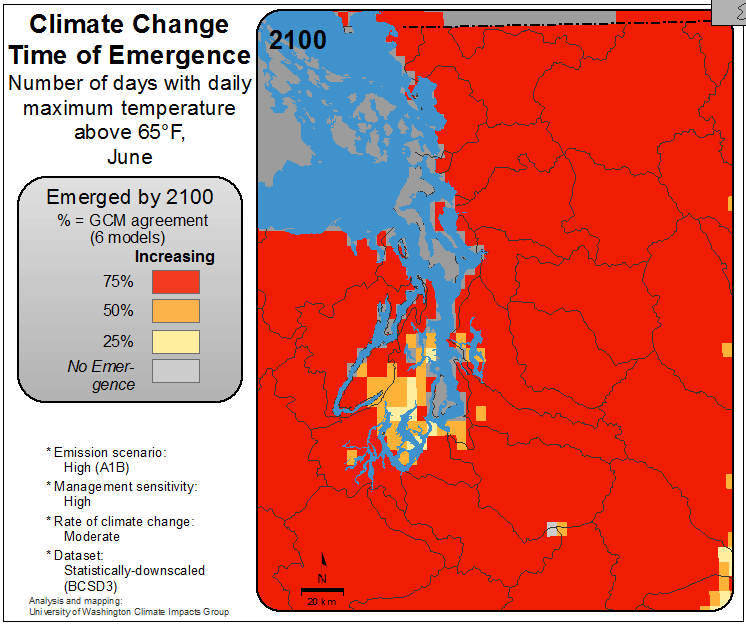 Climate Change
Time of Emergence
Number of days with daily
maximum temperature
above 65°F,
June
Emerged by 2100
% = GCM agreement
(6 models)
Increasing
75%
50%
25%
No Emer-
gence
* Emission scenario:
High (A1B)
* Management sensitivity:
High
* Rate of climate change:
Moderate
* Dataset:
Statistically-downscaled
(BCSD3)
Analysis and mapping:
University of Washington Climate Impacts Group
2100
N
20 km